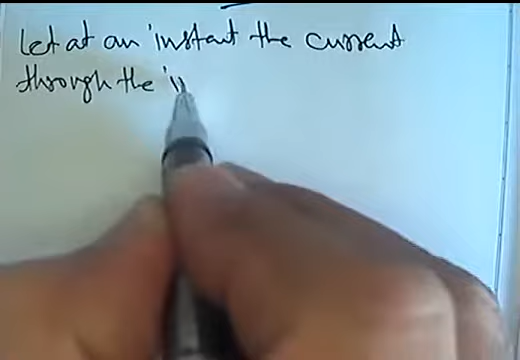 Let at an instant the current
through the